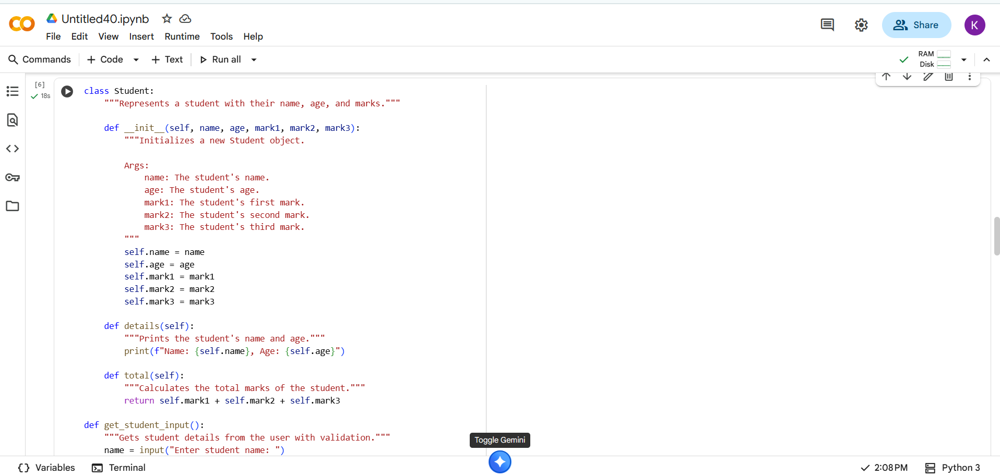 Untitled40.ipynb
File Edit View Insert Runtime Tools Help
Share
K
Commands + Code + Text Run all
RAM
Disk
[6]
18s
class Student:
"""Represents a student with their name, age, and marks."""
def __init__(self, name, age, mark1, mark2, mark3):
"""Initializes a new Student object.
Args:
name: The student's name.
age: The student's age.
mark1: The student's first mark.
mark2: The student's second mark.
mark3: The student's third mark.
"""
self.name = name
self.age = age
self.mark1 = mark1
self.mark2 = mark2
self.mark3 = mark3
def details(self):
"""Prints the student's name and age."""
print(f"Name: {self.name}, Age: {self.age}")
def total(self):
"""Calculates the total marks of the student."""
return self.mark1 + self.mark2 + self.mark3
def get_student_input():
"""Gets student details from the user with validation."""
name = input("Enter student name: ")
Toggle Gemini
{} Variables Terminal
2:08 PM Python 3